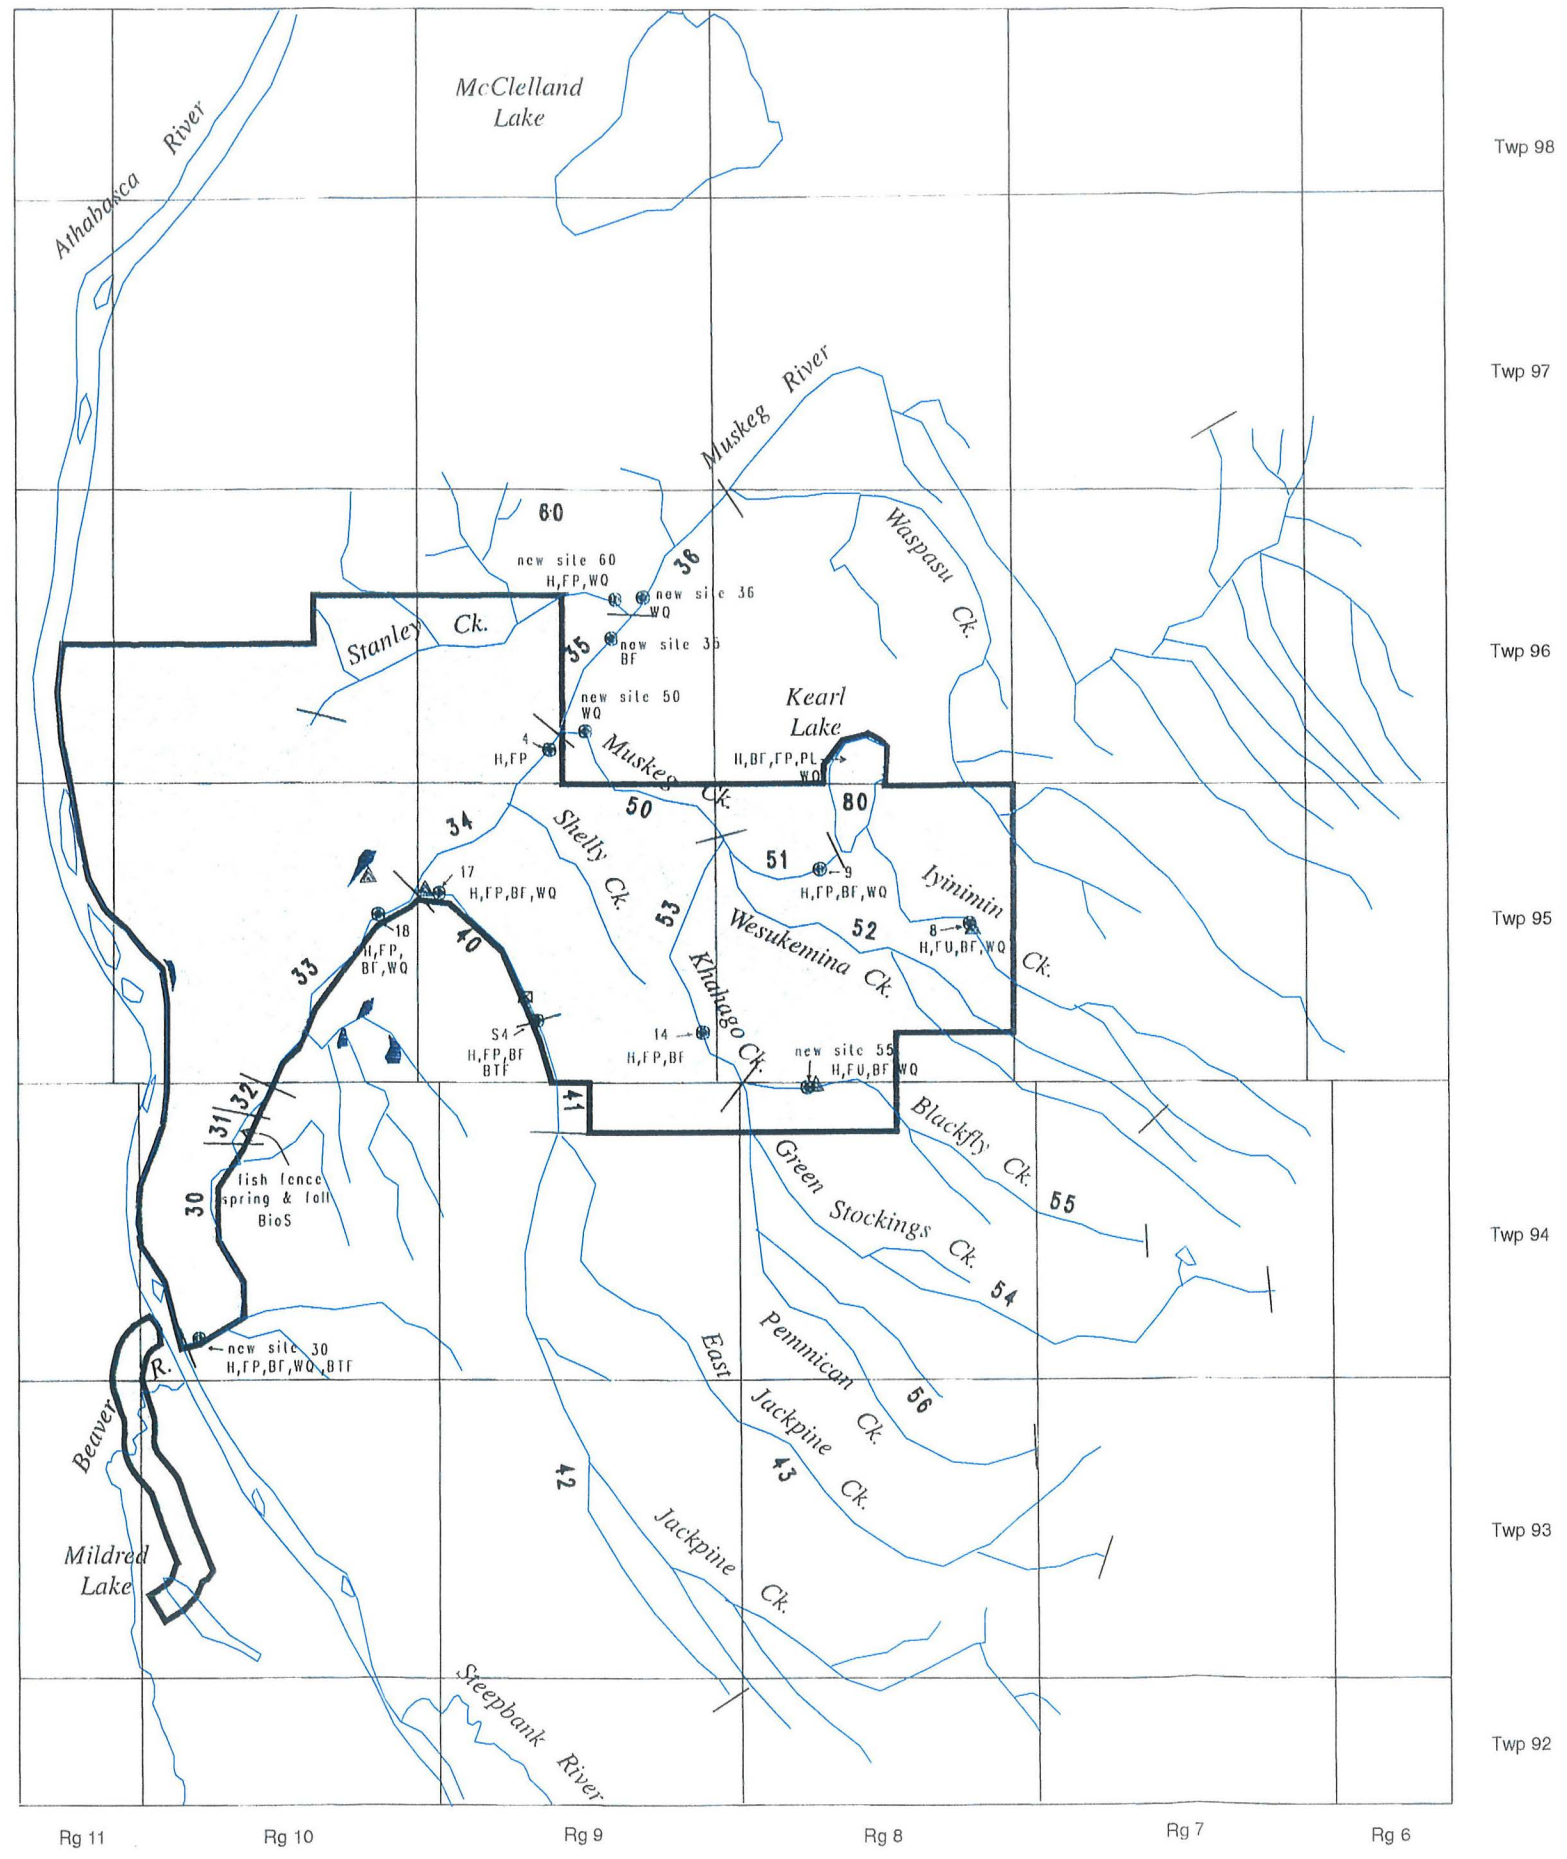 McClelland
Lake
Twp 98
Athabasca River
Twp 97
Muskeg River
60
Waspasu Ck.
new site 60
H,FP,WQ
36
new site 36
WQ
Stanley Ck.
35
new site 35
BF
Twp 96
new site 50
WQ
Kearl
Lake
4
H,FP
Muskeg Ck.
H,BF,FP,PL
WQ
50
80
34
Shelly Ck.
51
17
H,FP,BF,WQ
9
H,FP,BF,WQ
Iyinimin Ck.
53
52
Wesukemina Ck.
8
H,FU,BF,WQ
Twp 95
18
H,FP,
BF,WQ
40
33
Khahago Ck.
S4
H,FP,BF
BTF
14
H,FP,BF
new site 55
H,FU,BF,WQ
32
31
41
Blackfly Ck.
55
fish fence
spring & fall
BioS
30
Green Stockings Ck.
54
Twp 94
new site 30
H,FP,BF,WQ,BTF
R.
Beaver
East Jackpine Ck.
Pemmican Ck.
56
43
42
Jackpine Ck.
Twp 93
Mildred
Lake
Steepbank River
Twp 92
Rg 11
Rg 10
Rg 9
Rg 8
Rg 7
Rg 6